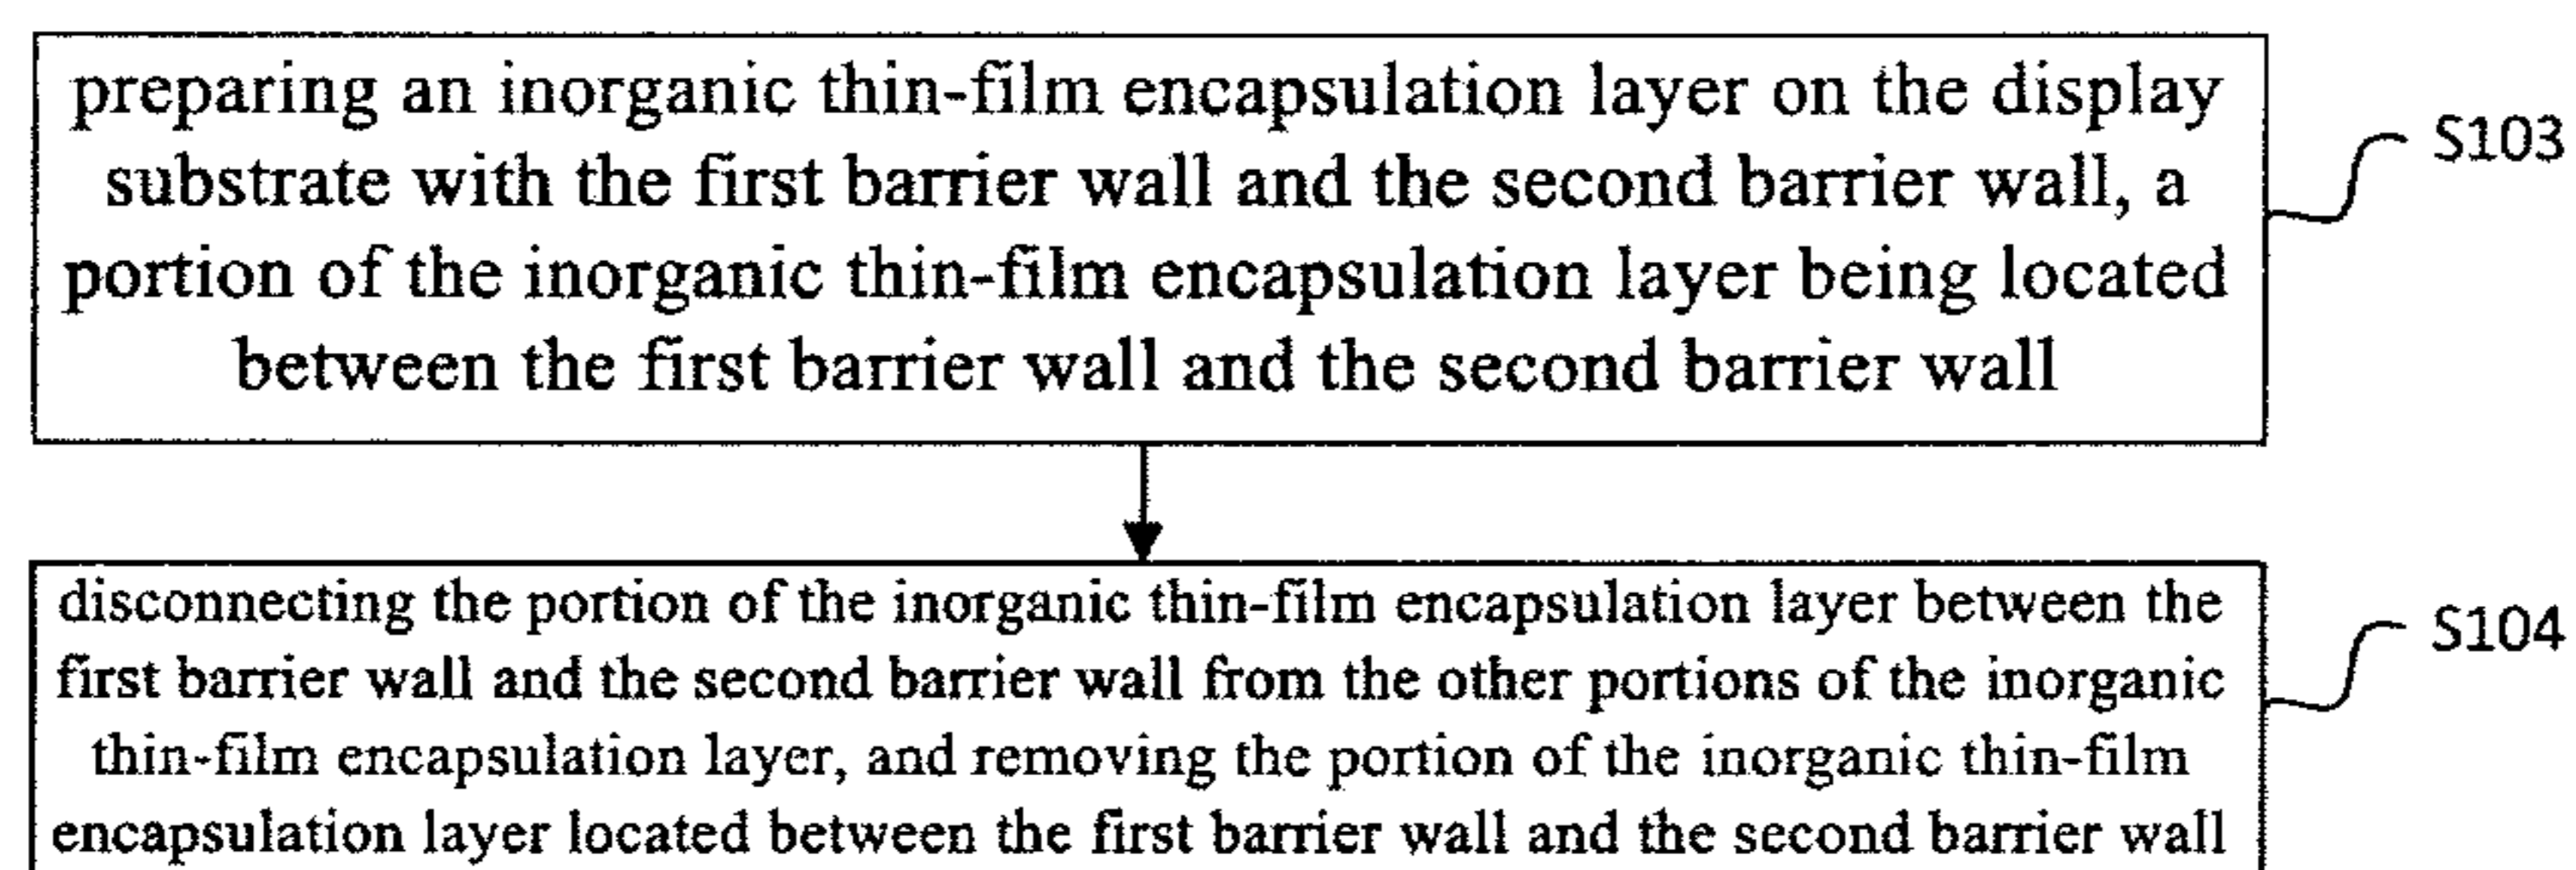 preparing an inorganic thin-film encapsulation layer on the display
substrate with the first barrier wall and the second barrier wall, a
portion of the inorganic thin-film encapsulation layer being located
between the first barrier wall and the second barrier wall
S103
disconnecting the portion of the inorganic thin-film encapsulation layer between the
first barrier wall and the second barrier wall from the other portions of the inorganic
thin-film encapsulation layer, and removing the portion of the inorganic thin-film
encapsulation layer located between the first barrier wall and the second barrier wall
S104